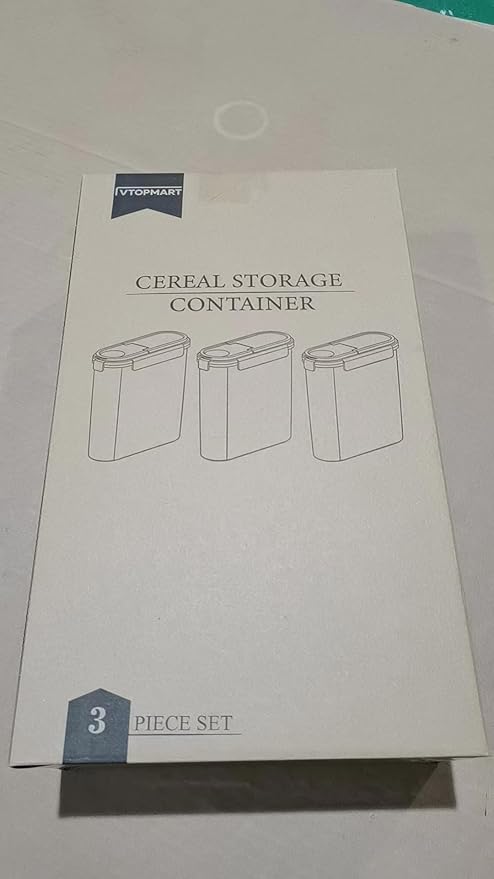 VTOPMART
CEREAL STORAGE
CONTAINER
3
PIECE SET